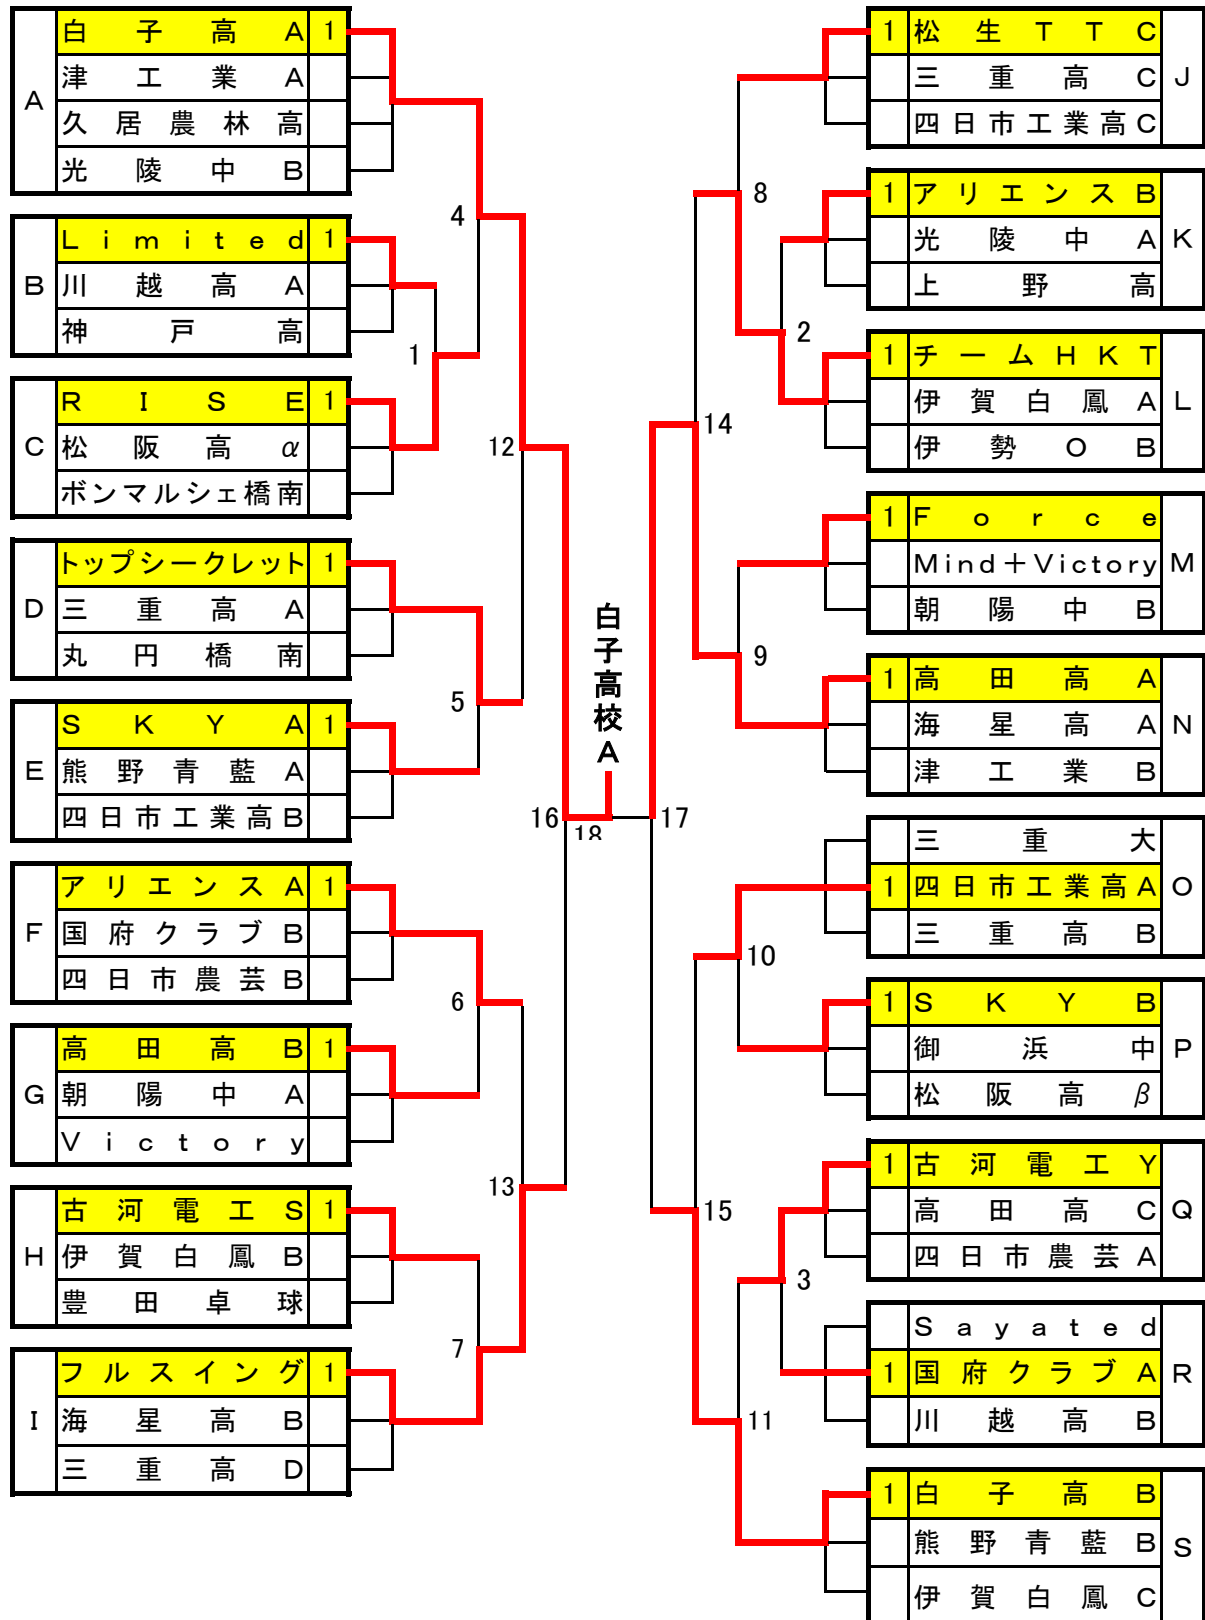 A
白子高A 1
津工業A
久居農林高
光陵中B
B
Limited 1
川越高A
神戸高
C
RISE 1
松阪高α
ボンマルシェ橋南
D
トップシークレット 1
三重高A
丸円橋南
E
SKYA 1
熊野青藍A
四日市工業高B
F
アリエンスA 1
国府クラブB
四日市農芸B
G
高田高B 1
朝陽中A
Victory
H
古河電工S 1
伊賀白鳳B
豊田卓球
I
フルスイング 1
海星高B
三重高D
4
1
12
5
16
6
13
7
白子高校A
18
17
8
2
14
9
10
15
3
11
J
1 松生TTC
三重高C
四日市工業高C
K
1 アリエンスB
光陵中A
上野高
L
1 チームHKT
伊賀白鳳A
伊勢OB
M
1 Force
Mind+Victory
朝陽中B
N
1 高田高A
海星高A
津工業B
O
三重大
1 四日市工業高A
三重高B
P
1 SKYB
御浜中
松阪高β
Q
1 古河電工Y
高田高C
四日市農芸A
R
Sayated
1 国府クラブA
川越高B
S
1 白子高B
熊野青藍B
伊賀白鳳C